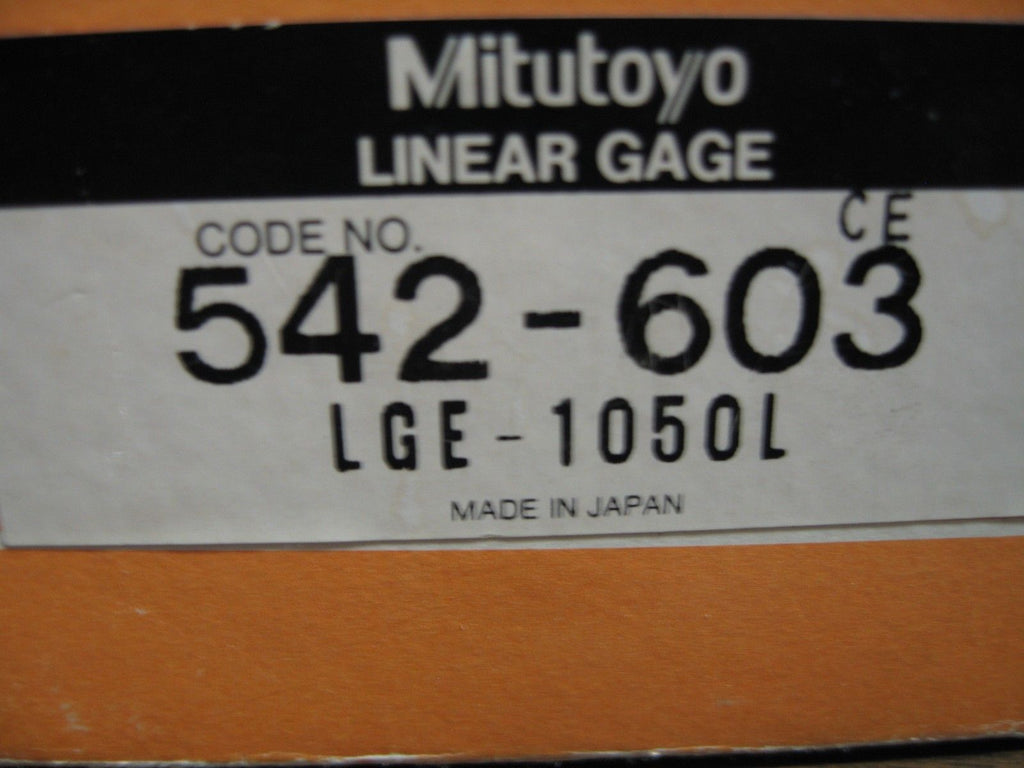 Mitutoyo
LINEAR GAGE
CE
CODE NO.
542-603
LGE-1050L
MADE IN JAPAN